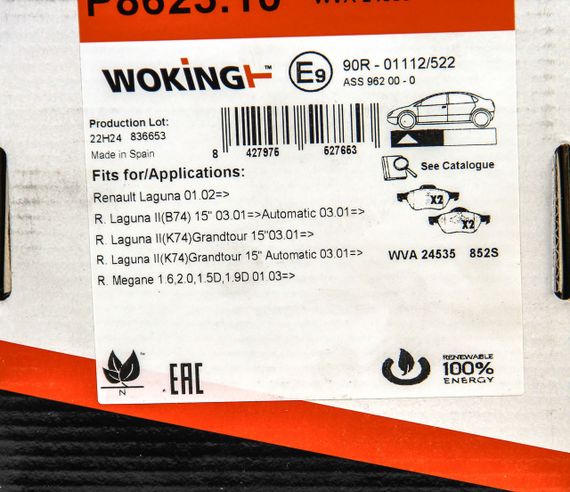 WOKING™
E9 90R - 01112/522
ASS 962 00 - 0
Production Lot:
22H24 836653
Made in Spain
8 427975 627663
Fits for/Applications:
See Catalogue
Renault Laguna 01.02=>
R. Laguna II(B74) 15" 03.01=>Automatic 03.01=>
R. Laguna II(K74)Grandtour 15"03.01=>
R. Laguna II(K74)Grandtour 15" Automatic 03.01=>
R. Megane 1.6,2.0,1.5D,1.9D 01.03=>
X2
X2
WVA 24535 852S
N
EAC
RENEWABLE
100%
ENERGY